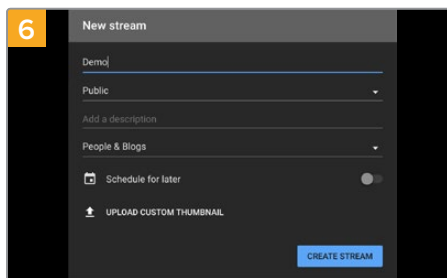 6
New stream
Demo
Public
Add a description
People & Blogs
Schedule for later
UPLOAD CUSTOM THUMBNAIL
CREATE STREAM